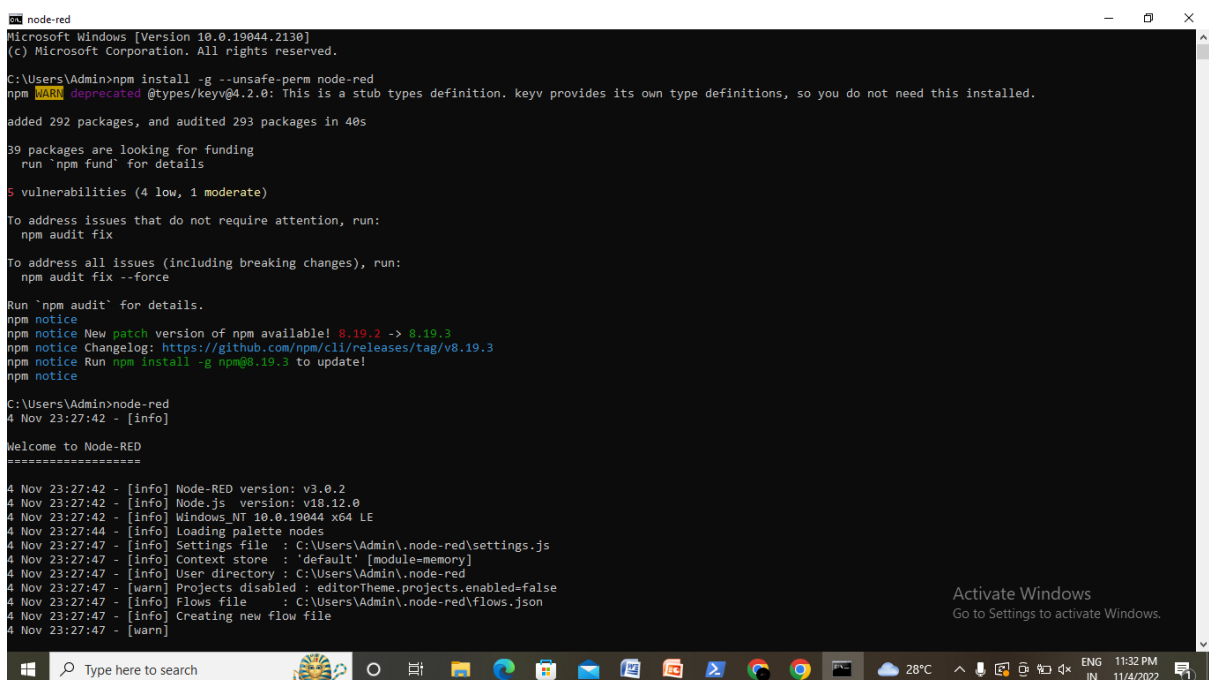 node-red
Microsoft Windows [Version 10.0.19044.2130]
(c) Microsoft Corporation. All rights reserved.
C:\Users\Admin>npm install -g --unsafe-perm node-red
npm WARN deprecated @types/keyv@4.2.0: This is a stub types definition. keyv provides its own type definitions, so you do not need this installed.
added 292 packages, and audited 293 packages in 40s
39 packages are looking for funding
  run `npm fund` for details
5 vulnerabilities (4 low, 1 moderate)
To address issues that do not require attention, run:
  npm audit fix
To address all issues (including breaking changes), run:
  npm audit fix --force
Run `npm audit` for details.
npm notice
npm notice New patch version of npm available! 8.19.2 -> 8.19.3
npm notice Changelog: https://github.com/npm/cli/releases/tag/v8.19.3
npm notice Run npm install -g npm@8.19.3 to update!
npm notice
C:\Users\Admin>node-red
4 Nov 23:27:42 - [info]
Welcome to Node-RED
===================
4 Nov 23:27:42 - [info] Node-RED version: v3.0.2
4 Nov 23:27:42 - [info] Node.js  version: v18.12.0
4 Nov 23:27:42 - [info] Windows_NT 10.0.19044 x64 LE
4 Nov 23:27:44 - [info] Loading palette nodes
4 Nov 23:27:47 - [info] Settings file  : C:\Users\Admin\.node-red\settings.js
4 Nov 23:27:47 - [info] Context store  : 'default' [module=memory]
4 Nov 23:27:47 - [info] User directory : C:\Users\Admin\.node-red
4 Nov 23:27:47 - [warn] Projects disabled : editorTheme.projects.enabled=false
4 Nov 23:27:47 - [info] Flows file     : C:\Users\Admin\.node-red\flows.json
4 Nov 23:27:47 - [info] Creating new flow file
4 Nov 23:27:47 - [warn]
Activate Windows
Go to Settings to activate Windows.
Type here to search
28°C
ENG
IN
11:32 PM
11/4/2022